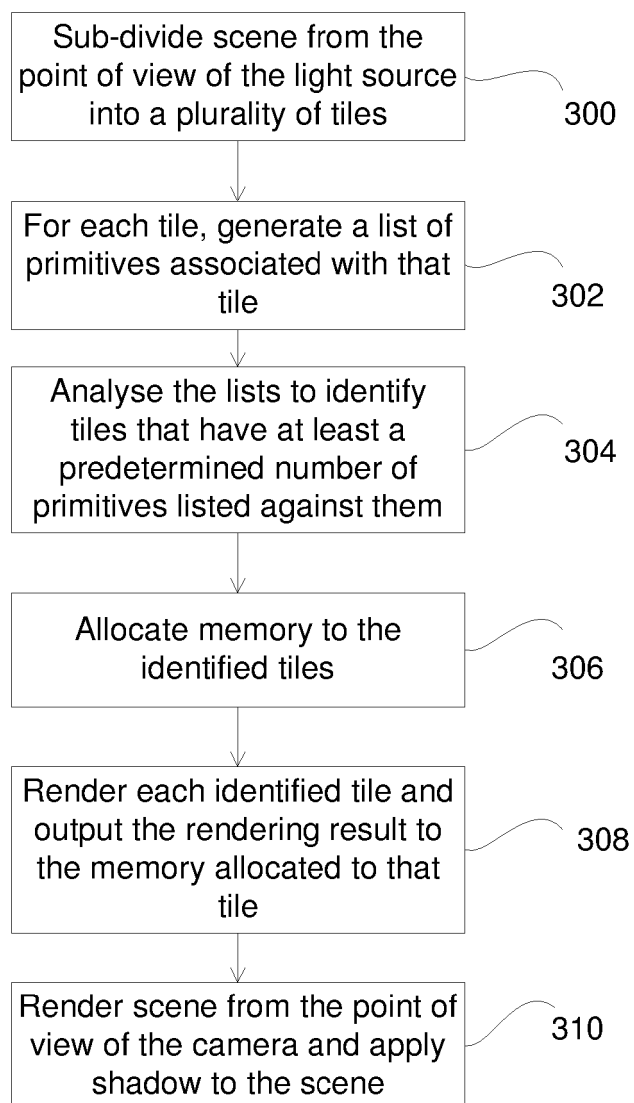 Sub-divide scene from the
point of view of the light source
into a plurality of tiles
300
For each tile, generate a list of
primitives associated with that
tile
302
Analyse the lists to identify
tiles that have at least a
predetermined number of
primitives listed against them
304
Allocate memory to the
identified tiles
306
Render each identified tile and
output the rendering result to
the memory allocated to that
tile
308
Render scene from the point of
view of the camera and apply
shadow to the scene
310